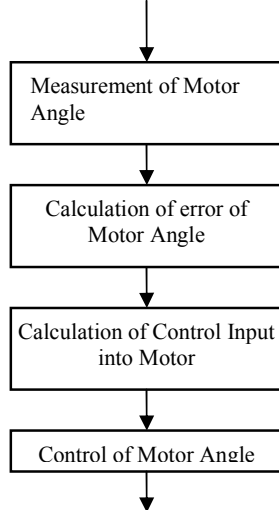 Measurement of Motor
Angle
Calculation of error of
Motor Angle
Calculation of Control Input
into Motor
Control of Motor Angle